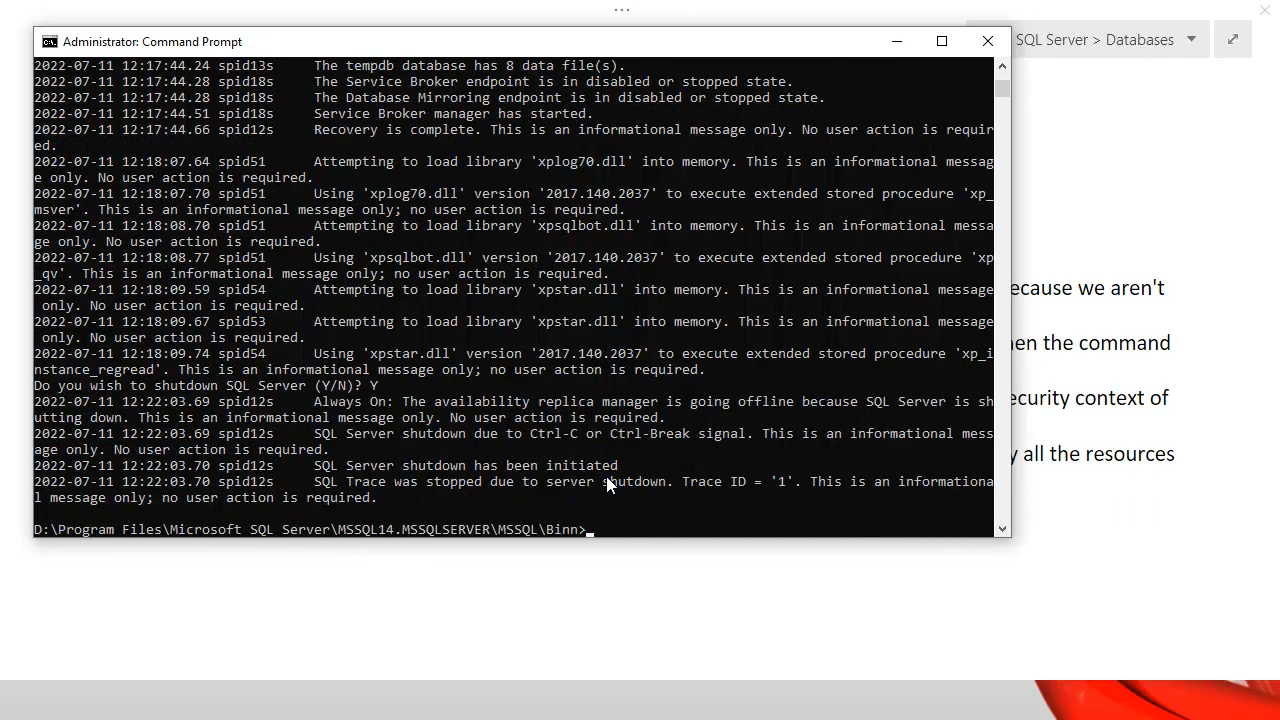 ...
Administrator: Command Prompt
SQL Server > Databases
2022-07-11 12:17:44.24 spid13s     The tempdb database has 8 data file(s).
2022-07-11 12:17:44.28 spid18s     The Service Broker endpoint is in disabled or stopped state.
2022-07-11 12:17:44.28 spid18s     The Database Mirroring endpoint is in disabled or stopped state.
2022-07-11 12:17:44.51 spid18s     Service Broker manager has started.
2022-07-11 12:17:44.66 spid12s     Recovery is complete. This is an informational message only. No user action is requir
ed.
2022-07-11 12:18:07.64 spid51      Attempting to load library 'xplog70.dll' into memory. This is an informational messag
e only. No user action is required.
2022-07-11 12:18:07.70 spid51      Using 'xplog70.dll' version '2017.140.2037' to execute extended stored procedure 'xp_
msver'. This is an informational message only; no user action is required.
2022-07-11 12:18:08.70 spid51      Attempting to load library 'xpsqlbot.dll' into memory. This is an informational messa
ge only. No user action is required.
2022-07-11 12:18:08.77 spid51      Using 'xpsqlbot.dll' version '2017.140.2037' to execute extended stored procedure 'xp
_qv'. This is an informational message only; no user action is required.
2022-07-11 12:18:09.59 spid54      Attempting to load library 'xpstar.dll' into memory. This is an informational message
 only. No user action is required.
2022-07-11 12:18:09.67 spid53      Attempting to load library 'xpstar.dll' into memory. This is an informational message
 only. No user action is required.
2022-07-11 12:18:09.74 spid54      Using 'xpstar.dll' version '2017.140.2037' to execute extended stored procedure 'xp_i
nstance_regread'. This is an informational message only; no user action is required.
Do you wish to shutdown SQL Server (Y/N)? Y
2022-07-11 12:22:03.69 spid12s     Always On: The availability replica manager is going offline because SQL Server is sh
utting down. This is an informational message only. No user action is required.
2022-07-11 12:22:03.69 spid12s     SQL Server shutdown due to Ctrl-C or Ctrl-Break signal. This is an informational mess
age only. No user action is required.
2022-07-11 12:22:03.70 spid12s     SQL Server shutdown has been initiated
2022-07-11 12:22:03.70 spid12s     SQL Trace was stopped due to server shutdown. Trace ID = '1'. This is an informationa
l message only; no user action is required.
D:\Program Files\Microsoft SQL Server\MSSQL14.MSSQLSERVER\MSSQL\Binn>
ecause we aren't
en the command
ecurity context of
y all the resources